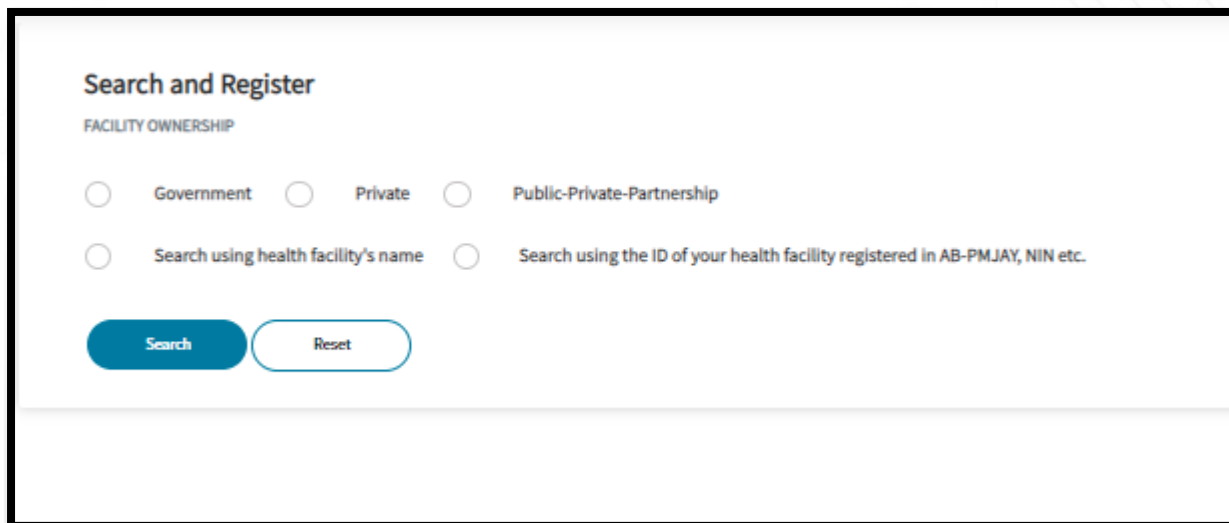 Search and Register
FACILITY OWNERSHIP
Government Private Public-Private-Partnership
Search using health facility's name Search using the ID of your health facility registered in AB-PMJAY, NIN etc.
Search Reset